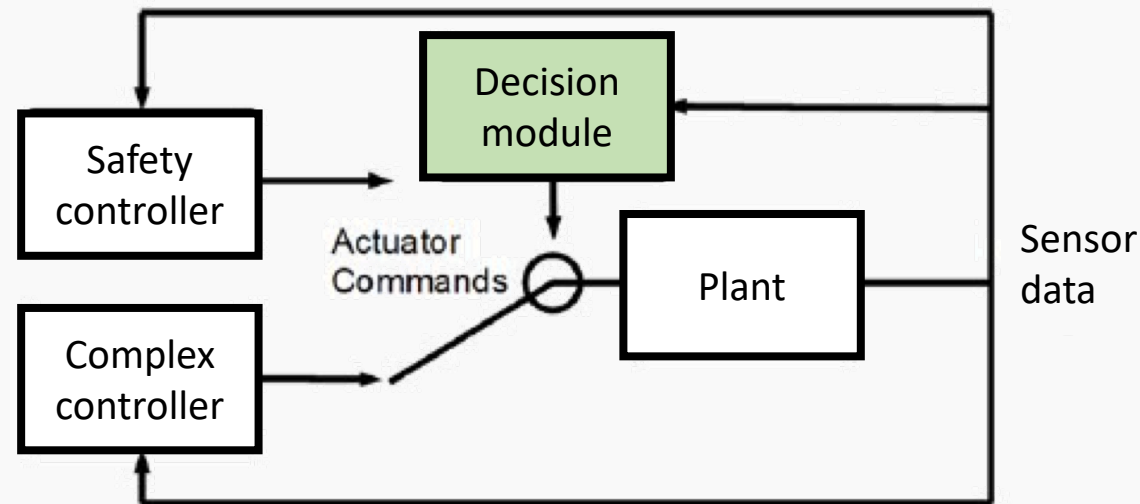 Decision
module
Safety
controller
Actuator
Commands
Plant
Sensor
data
Complex
controller